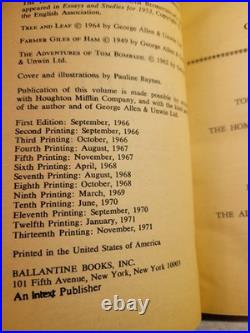 appeared in Essays and Studies for 1953,
the English Association.
TREE AND LEAF © 1964 by George Allen & Unwin
FARMER GILES OF HAM © 1949 by George Allen &
Unwin Ltd.
THE ADVENTURES OF TOM BOMBADIL © 1962 by
Unwin Ltd.
Cover and illustrations by Pauline Baynes.
Publication of this volume is made possible
with Houghton Mifflin Company, and with the kind
of the author and of George Allen & Unwin Ltd.
First Edition: September, 1966
Second Printing: September, 1966
Third Printing: October, 1966
Fourth Printing: August, 1967
Fifth Printing: November, 1967
Sixth Printing: April, 1968
Seventh Printing: August, 1968
Eighth Printing: October, 1968
Ninth Printing: March, 1969
Tenth Printing: June, 1970
Eleventh Printing: September, 1970
Twelfth Printing: January, 1971
Thirteenth Printing: November, 1971
Printed in the United States of America
BALLANTINE BOOKS, INC.
101 Fifth Avenue, New York, New York 10003
An Intext Publisher
TO
THE HOM
THE AD